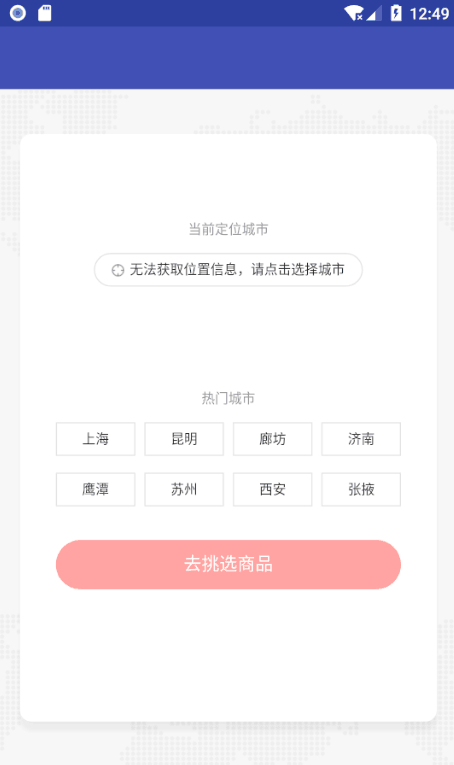 12:49
当前定位城市
无法获取位置信息，请点击选择城市
热门城市
上海 昆明 廊坊 济南
鹰潭 苏州 西安 张掖
去挑选商品